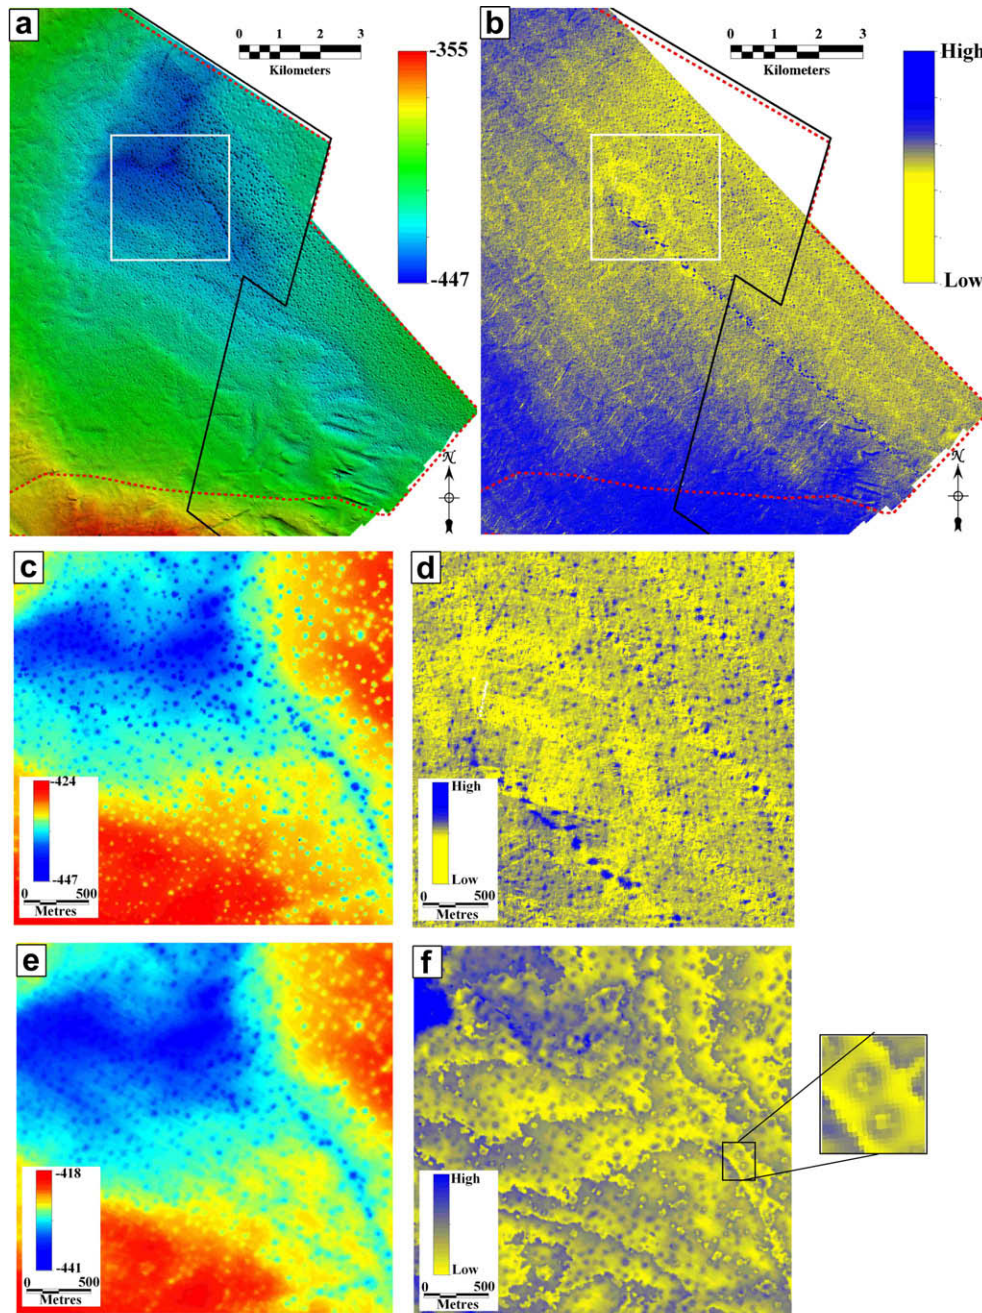 a
0 1 2 3
Kilometers
-355
-447
N
b
0 1 2 3
Kilometers
High
Low
N
c
-424
-447
0 500
Metres
d
High
Low
0 500
Metres
e
-418
-441
0 500
Metres
f
High
Low
0 500
Metres